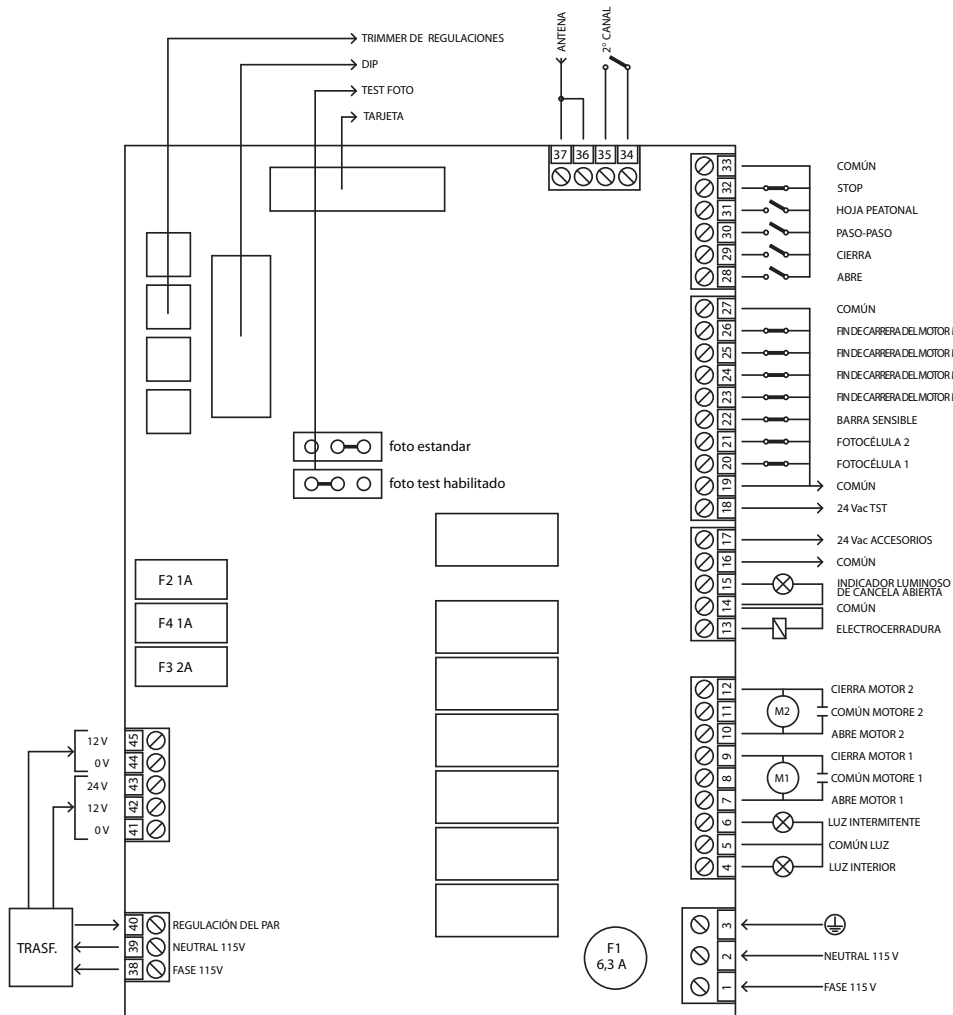 TRIMMER DE REGULACIONES
DIP
TEST FOTO
TARJETA
ANTENA
2° CANAL
37 36 35 34
33 COMÚN
32 STOP
31 HOJA PEATONAL
30 PASO-PASO
29 CIERRA
28 ABRE
27 COMÚN
26 FIN DE CARRERA DEL MOTOR
25 FIN DE CARRERA DEL MOTOR
24 FIN DE CARRERA DEL MOTOR
23 FIN DE CARRERA DEL MOTOR
22 BARRA SENSIBLE
21 FOTOCÉLULA 2
20 FOTOCÉLULA 1
19 COMÚN
18 24 Vac TST
foto estandar
foto test habilitado
17 24 Vac ACCESORIOS
16 COMÚN
15 INDICADOR LUMINOSO
DE CANCELA ABIERTA
14 COMÚN
13 ELECTROCERRADURA
F2 1A
F4 1A
F3 2A
12 CIERRA MOTOR 2
11 M2 COMÚN MOTORE 2
10 ABRE MOTOR 2
9 CIERRA MOTOR 1
8 M1 COMÚN MOTORE 1
7 ABRE MOTOR 1
6 LUZ INTERMITENTE
5 COMÚN LUZ
4 LUZ INTERIOR
12 V 45
0 V 44
24 V 43
12 V 42
0 V 41
TRASF.
40 REGULACIÓN DEL PAR
39 NEUTRAL 115V
38 FASE 115V
F1
6,3 A
3
2 NEUTRAL 115 V
1 FASE 115 V